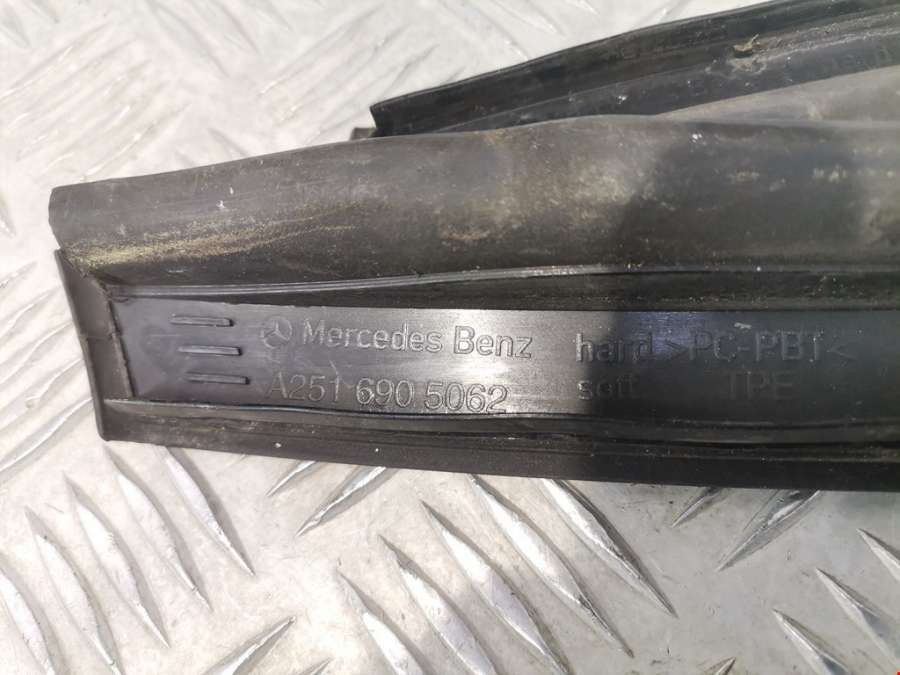 Mercedes Benz
A251 690 5062
hard >PC-PBT<
soft TPE